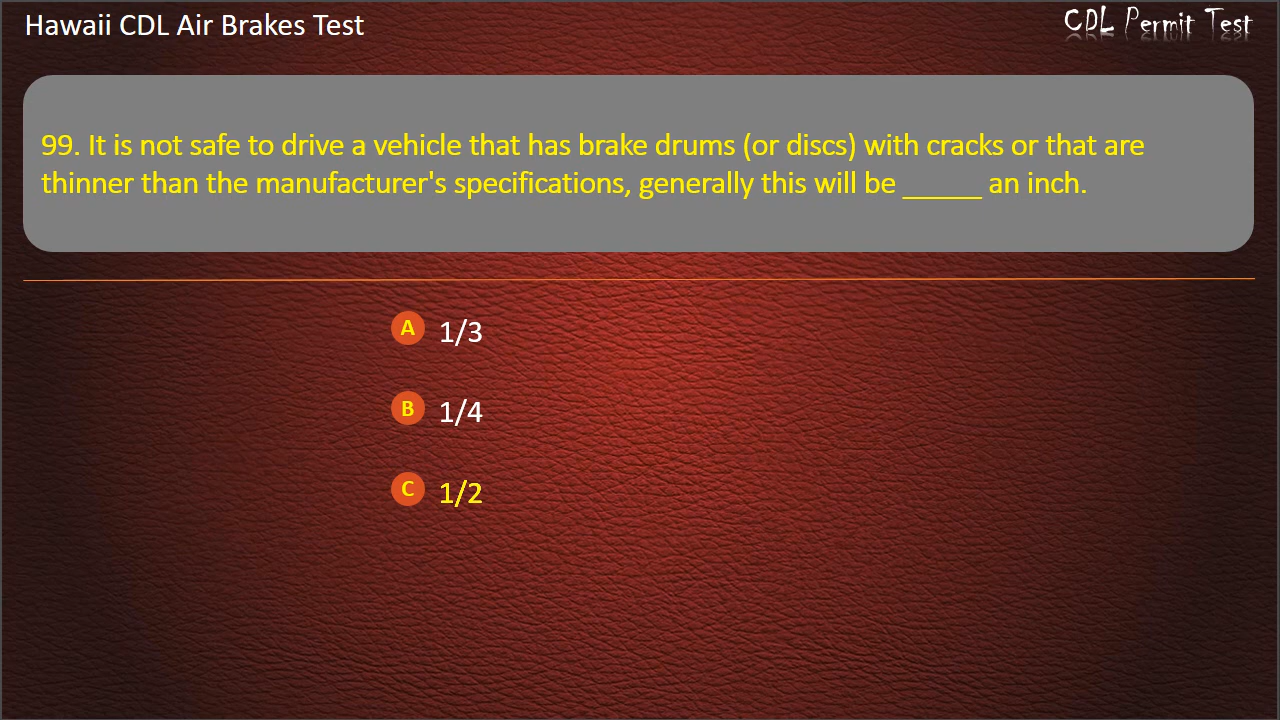 Hawaii CDL Air Brakes Test
CDL Permit Test
99. It is not safe to drive a vehicle that has brake drums (or discs) with cracks or that are
thinner than the manufacturer's specifications, generally this will be _____ an inch.
A 1/3
B 1/4
C 1/2